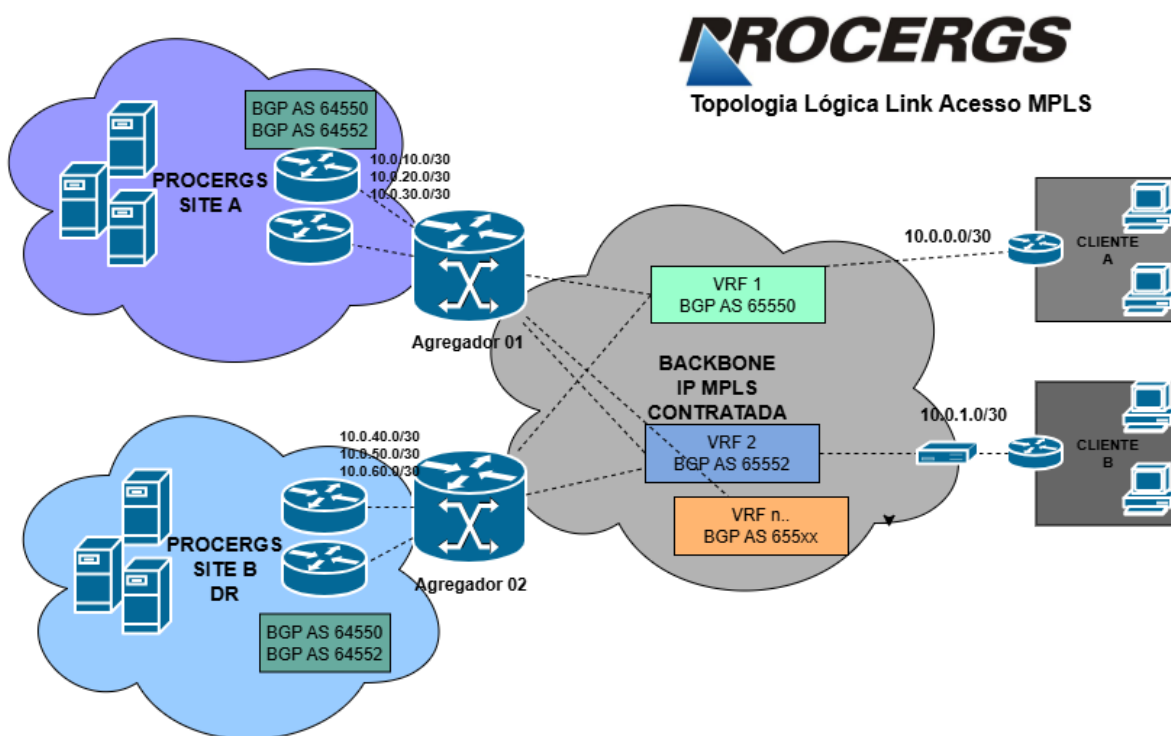 PROCERGS
Topologia Lógica Link Acesso MPLS
BGP AS 64550
BGP AS 64552
10.0.10.0/30
10.0.20.0/30
10.0.30.0/30
PROCERGS
SITE A
Agregador 01
VRF 1
BGP AS 65550
10.0.0.0/30
CLIENTE
A
BACKBONE
IP MPLS
CONTRATADA
VRF 2
BGP AS 65552
10.0.1.0/30
CLIENTE
B
VRF n..
BGP AS 655xx
10.0.40.0/30
10.0.50.0/30
10.0.60.0/30
PROCERGS
SITE B
DR
Agregador 02
BGP AS 64550
BGP AS 64552